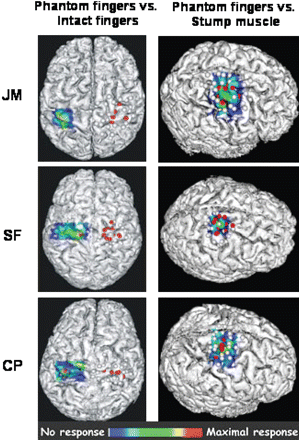 Phantom fingers vs. Phantom fingers vs.
Intact fingers Stump muscle
JM
SF
CP
No response Maximal response